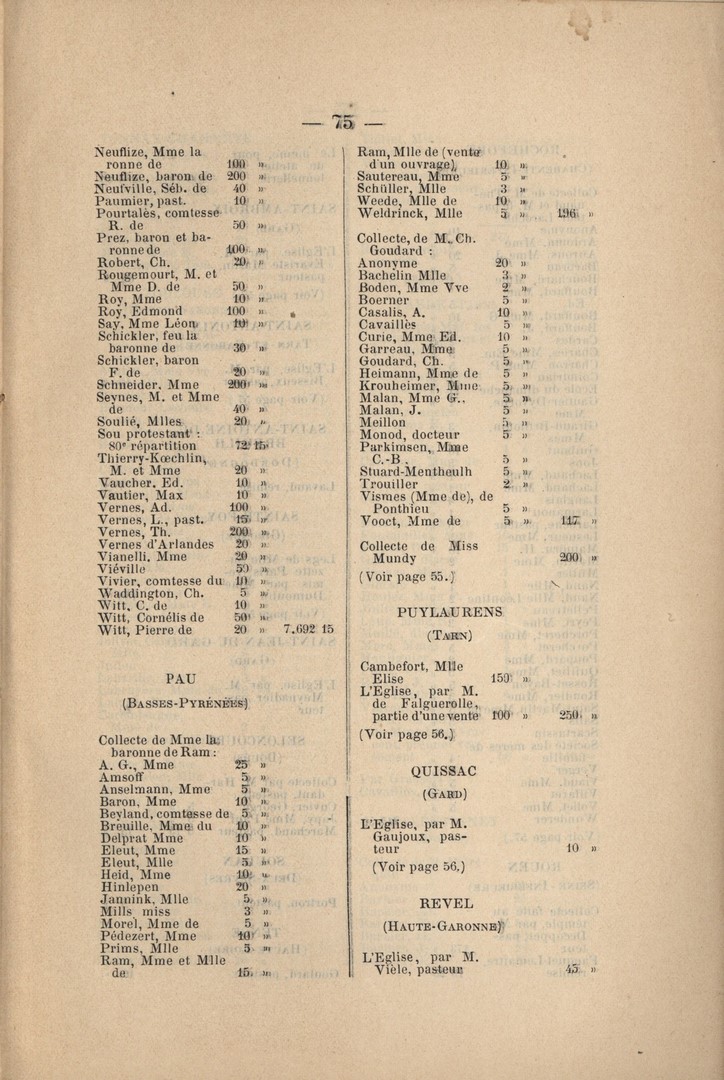 — 75 —
Neuflize, Mme la
ronne de 100 »
Neuflize, baron de 200 »
Neufville, Séb. de 40 »
Paumier, past. 10 »
Pourtalès, comtesse
R. de 50 »
Prez, baron et ba-
ronne de 100 »
Robert, Ch. 20 »
Rougemourt, M. et
Mme D. de 50 »
Roy, Mme 10 »
Roy, Edmond 100 »
Say, Mme Léon 10 »
Schickler, feu la
baronne de 30 »
Schickler, baron
F. de 20 »
Schneider, Mme 200 »
Seynes, M. et Mme
de 40 »
Soulié, Mlles 20 »
Sou protestant :
80e répartition 72 15
Thierry-Kœchlin,
M. et Mme 20 »
Vaucher, Ed. 10 »
Vautier, Max 10 »
Vernes, Ad. 100 »
Vernes, L., past. 15 »
Vernes, Th. 200 »
Vernes d'Arlandes 20 »
Vianelli, Mme 20 »
Viéville 50 »
Vivier, comtesse du 10 »
Waddington, Ch. 5 »
Witt, C. de 10 »
Witt, Cornélis de 50 »
Witt, Pierre de 20 » 7.692 15
PAU
(BASSES-PYRÉNÉES)
Collecte de Mme la
baronne de Ram :
A. G., Mme 25 »
Amsoff 5 »
Anselmann, Mme 5 »
Baron, Mme 10 »
Beyland, comtesse de 5 »
Breuille, Mme du 10 »
Delprat Mme 10 »
Eleut, Mme 15 »
Eleut, Mlle 5 »
Heid, Mme 10 »
Hinlepen 20 »
Jannink, Mlle 5 »
Mills miss 3 »
Morel, Mme de 5 »
Pédezert, Mme 10 »
Prims, Mlle 5 »
Ram, Mme et Mlle
de 15 »
Ram, Mlle de (vente
d'un ouvrage) 10 »
Sautereau, Mme 5 »
Schüller, Mlle 3 »
Weede, Mlle de 10 »
Weldrinck, Mlle 5 » 196 »
Collecte, de M. Ch.
Goudard :
Anonyme 20 »
Bachelin Mlle 3 »
Boden, Mme Vve 2 »
Boerner 5 »
Casalis, A. 10 »
Cavaillès 5 »
Curie, Mme Ed. 10 »
Garreau, Mme 5 »
Goudard, Ch. 5 »
Heimann, Mme de 5 »
Krouheimer, Mme 5 »
Malan, Mme G., 5 »
Malan, J. 5 »
Meillon 5 »
Monod, docteur 5 »
Parkimsen, Mme
C.-B. 5 »
Stuard-Mentheulh 5 »
Trouiller 2 »
Vismes (Mme de), de
Ponthieu 5 »
Vooct, Mme de 5 » 117 »
Collecte de Miss
Mundy 200 »
(Voir page 55.)
PUYLAURENS
(TARN)
Cambefort, Mlle
Elise 150 »
L'Eglise, par M.
de Falguerolle,
partie d'une vente 100 » 250 »
(Voir page 56.)
QUISSAC
(GARD)
L'Eglise, par M.
Gaujoux, pas-
teur 10 »
(Voir page 56.)
REVEL
(HAUTE-GARONNE)
L'Eglise, par M.
Vièle, pasteur 45 »